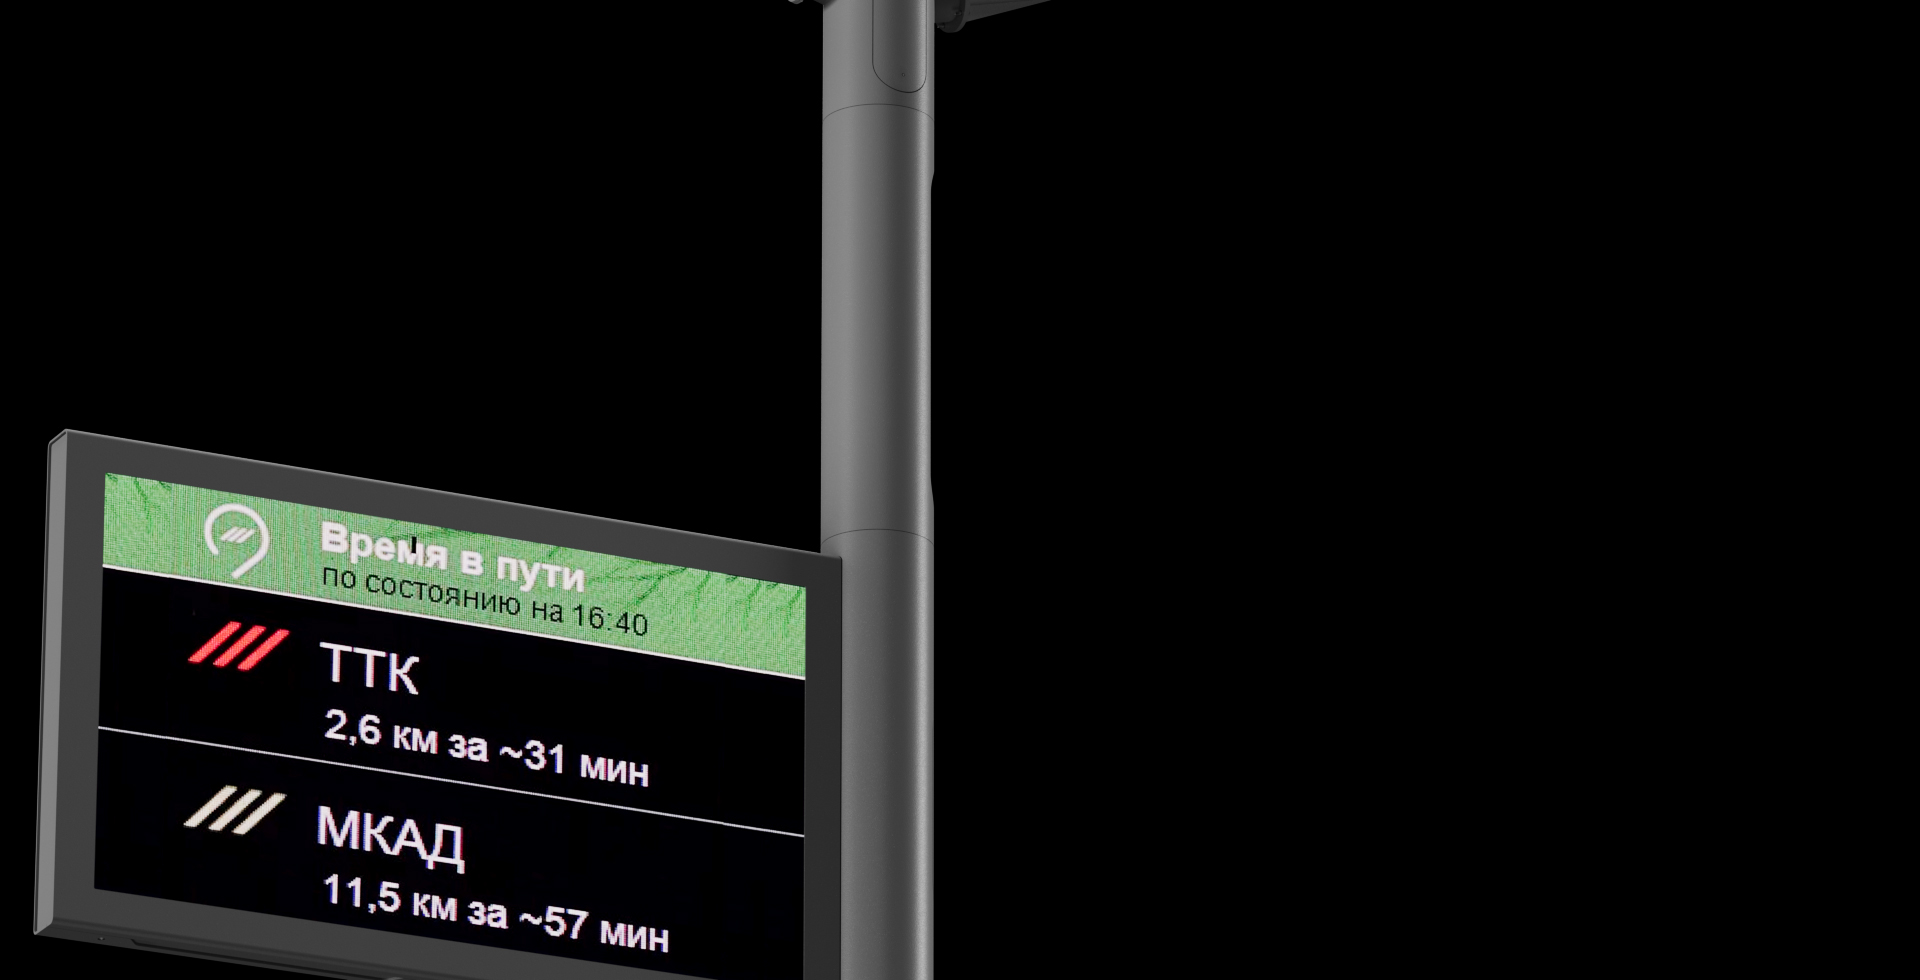 Время в пути
по состоянию на 16:40
ТТК
2,6 км за ~31 мин
МКАД
11,5 км за ~57 мин